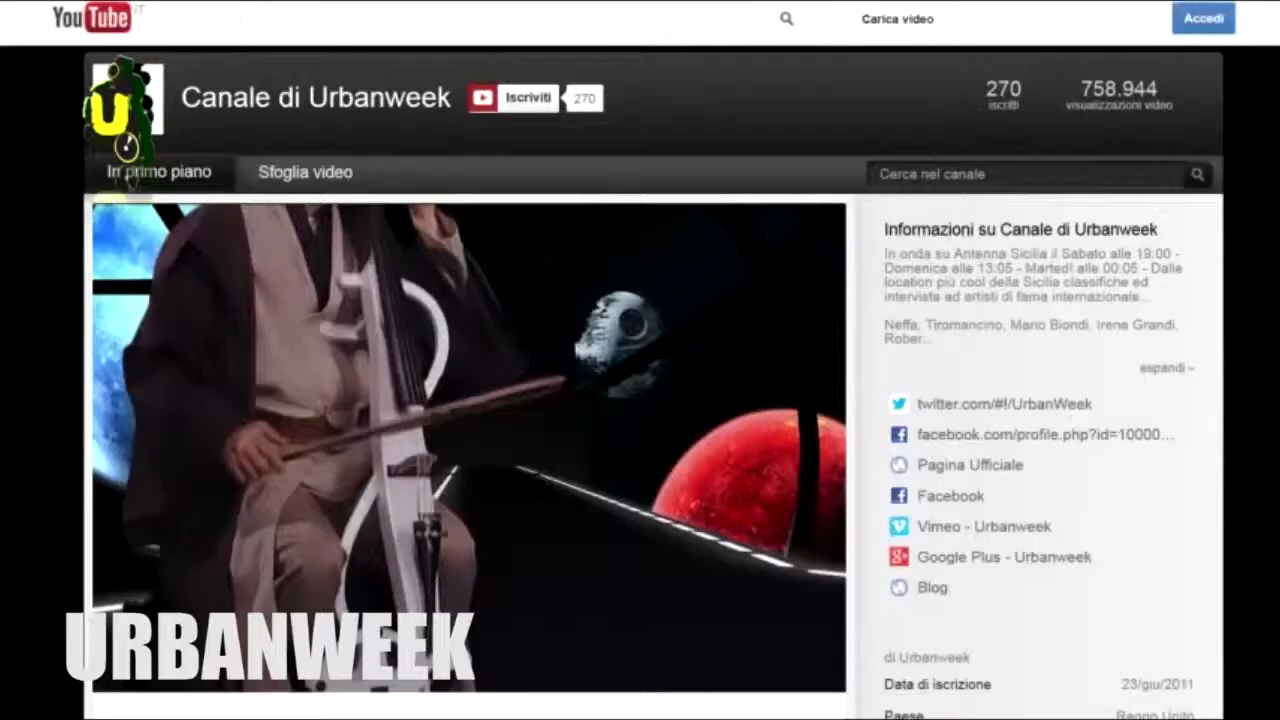 YouTube IT
Carica video
Accedi
Canale di Urbanweek
Iscriviti
270
270
iscritti
758.944
visualizzazioni video
U
In primo piano
Sfoglia video
Cerca nel canale
Informazioni su Canale di Urbanweek
In onda su Antenna Sicilia il Sabato alle 19:00 -
Domenica alle 13:05 - Martedì alle 00:05 - Dalle
location più cool della Sicilia classifiche ed
interviste ad artisti di fama internazionale...
Neffa, Tiromancino, Mario Biondi, Irene Grandi,
Rober...
espandi
twitter.com/#!/UrbanWeek
facebook.com/profile.php?id=10000...
Pagina Ufficiale
Facebook
Vimeo - Urbanweek
Google Plus - Urbanweek
Blog
URBANWEEK
di Urbanweek
Data di iscrizione
23/giu/2011
Paese
Regno Unito